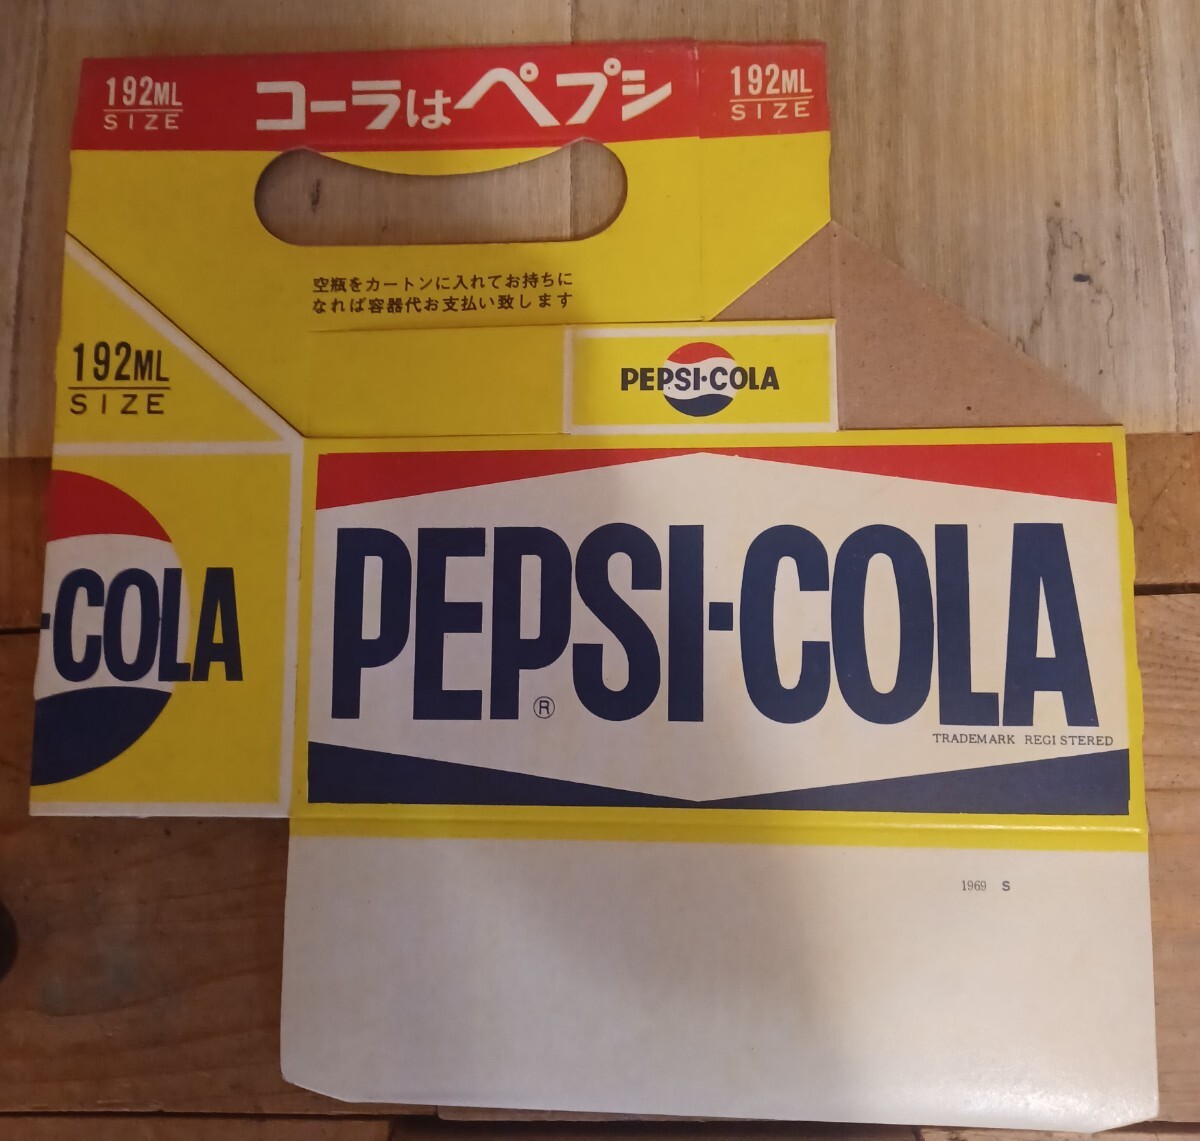 192ML
SIZE
コーラはペプシ
192ML
SIZE
空瓶をカートンに入れてお持ちに
なれば容器代お支払い致します
192ML
SIZE
PEPSI·COLA
·COLA
PEPSI·COLA
®
TRADEMARK REGISTERED
1969 S